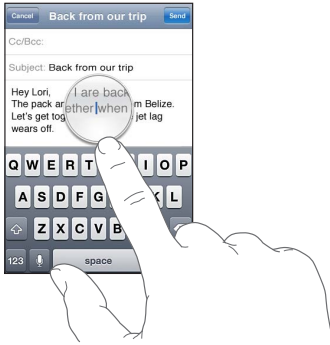 Cancel Back from our trip Send
Cc/Bcc:
Subject: Back from our trip
Hey Lori,
I are back
The pack an m Belize.
ether when
Let's get tog jet lag
wears off.
Q W E R T I O P
A S D F G K L
Z X C V B
123 space